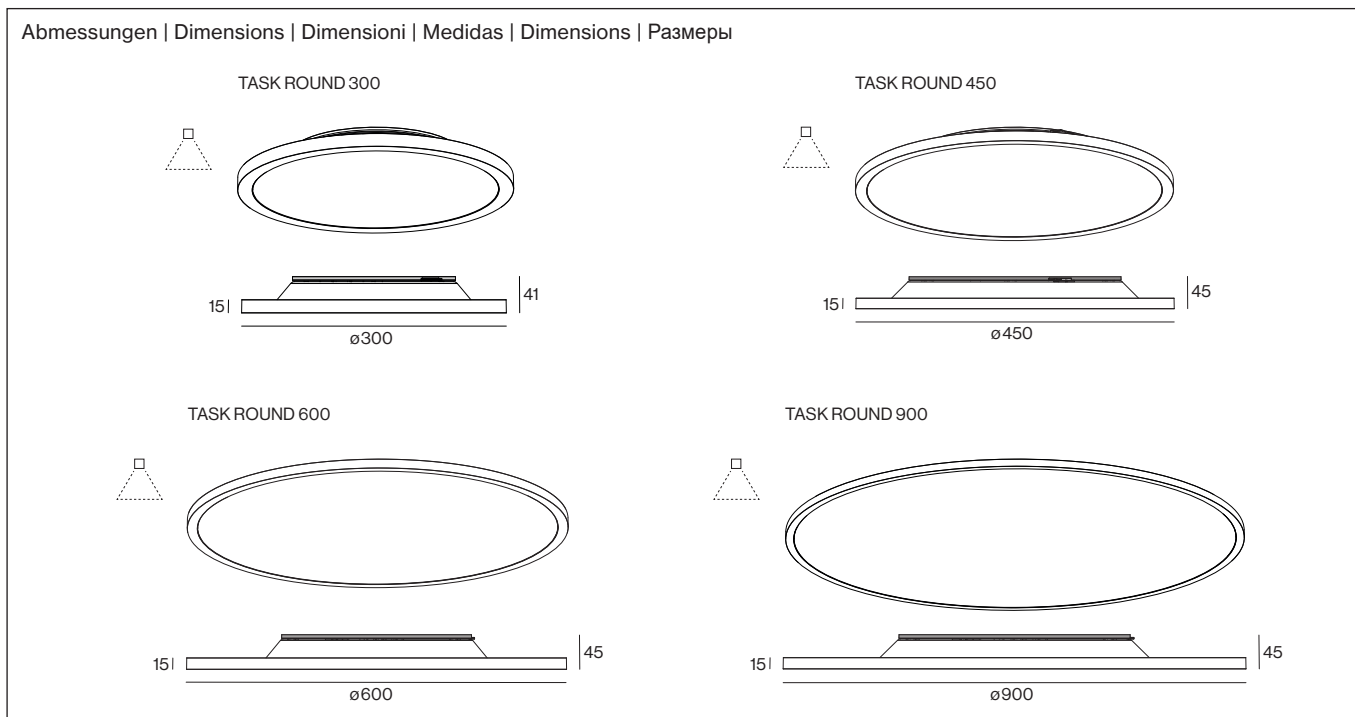 Abmessungen | Dimensions | Dimensioni | Medidas | Dimensions | Размеры
TASK ROUND 300
TASK ROUND 450
15
41
ø300
15
45
ø450
TASK ROUND 600
TASK ROUND 900
15
45
ø600
15
45
ø900